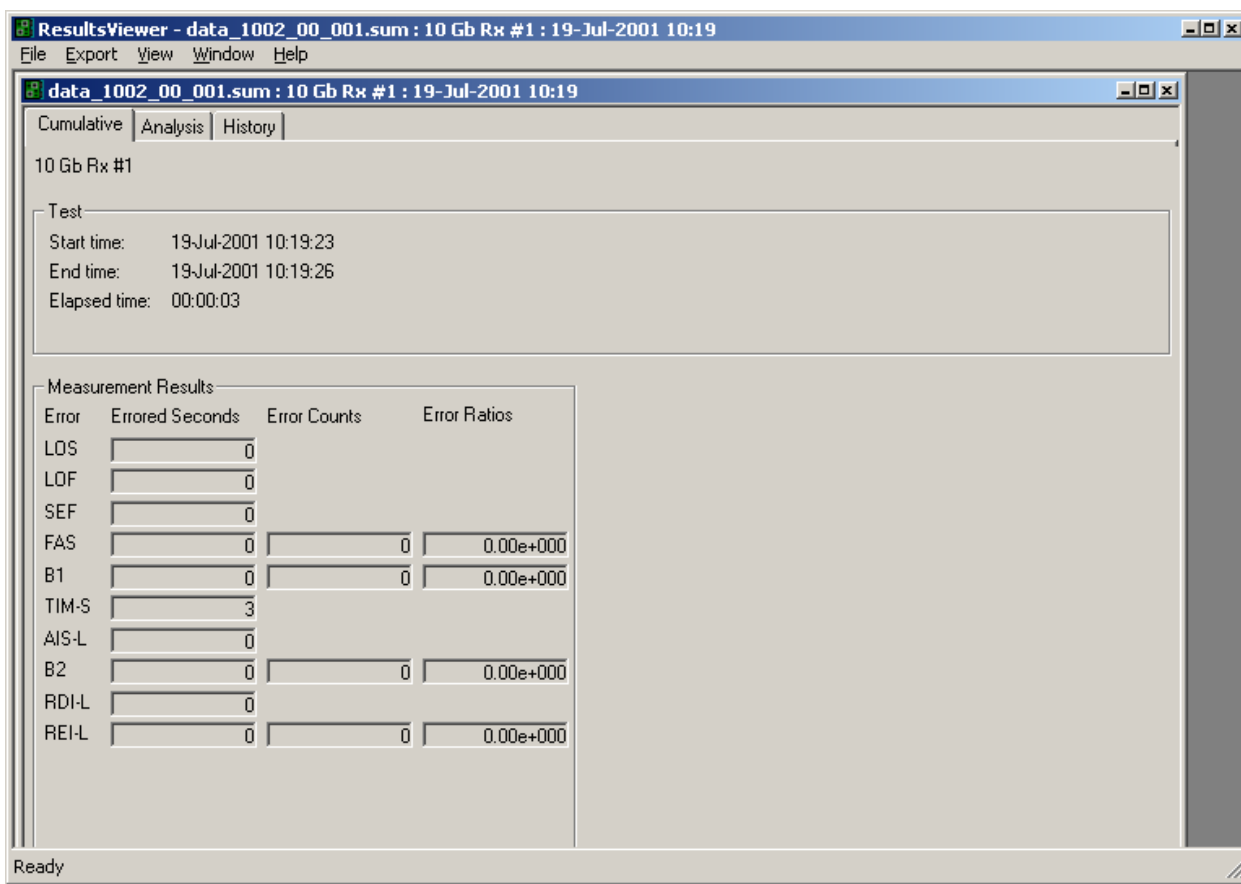 ResultsViewer - data_1002_00_001.sum : 10 Gb Rx #1 : 19-Jul-2001 10:19
File Export View Window Help
data_1002_00_001.sum : 10 Gb Rx #1 : 19-Jul-2001 10:19
Cumulative Analysis History
10 Gb Rx #1
Test
Start time: 19-Jul-2001 10:19:23
End time: 19-Jul-2001 10:19:26
Elapsed time: 00:00:03
Measurement Results
Error Errored Seconds Error Counts Error Ratios
LOS 0
LOF 0
SEF 0
FAS 0 0 0.00e+000
B1 0 0 0.00e+000
TIM-S 3
AIS-L 0
B2 0 0 0.00e+000
RDI-L 0
REI-L 0 0 0.00e+000
Ready